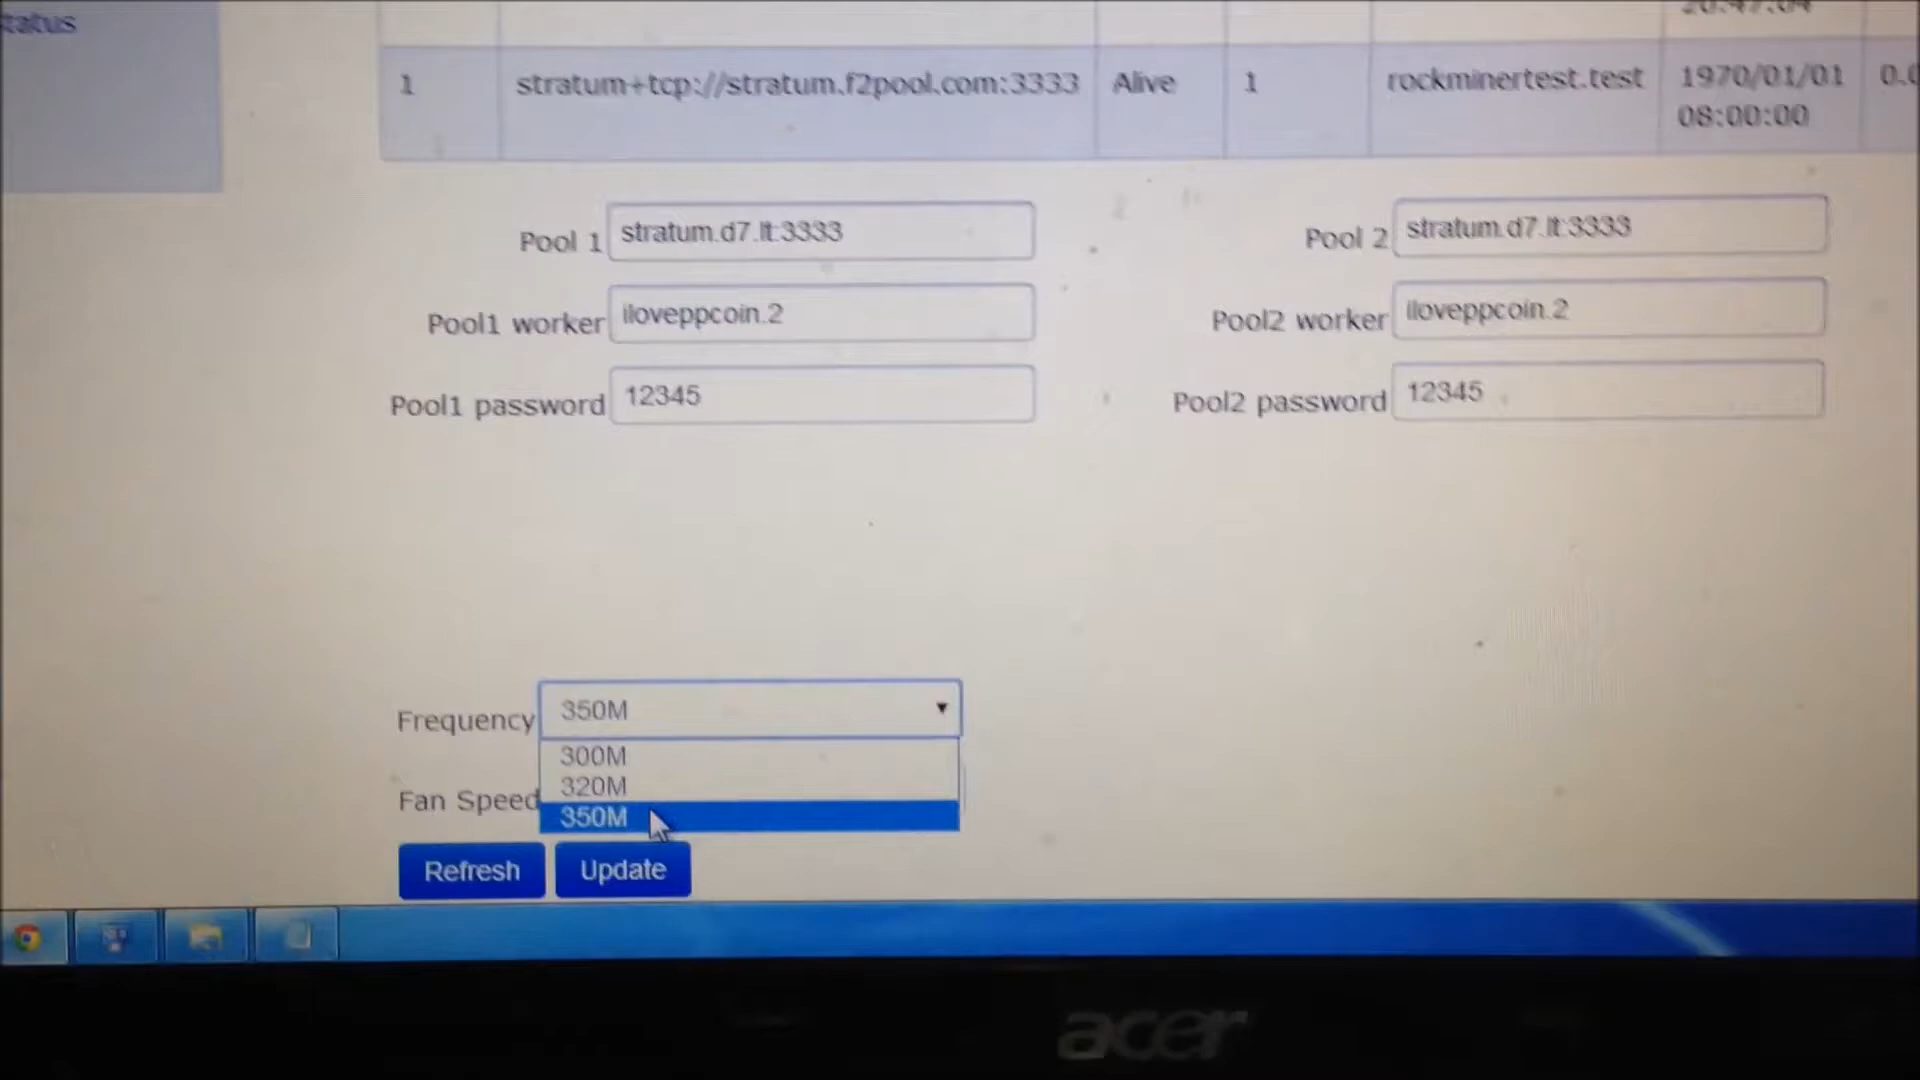 1 stratum+tcp://stratum.f2pool.com:3333 Alive 1 rockminertest.test 1970/01/01
08:00:00
Pool 1 stratum.d7.lt:3333 Pool 2 stratum.d7.lt:3333
Pool1 worker iloveppcoin.2 Pool2 worker iloveppcoin.2
Pool1 password 12345 Pool2 password 12345
Frequency 350M
300M
320M
Fan Speed
350M
Refresh Update
acer